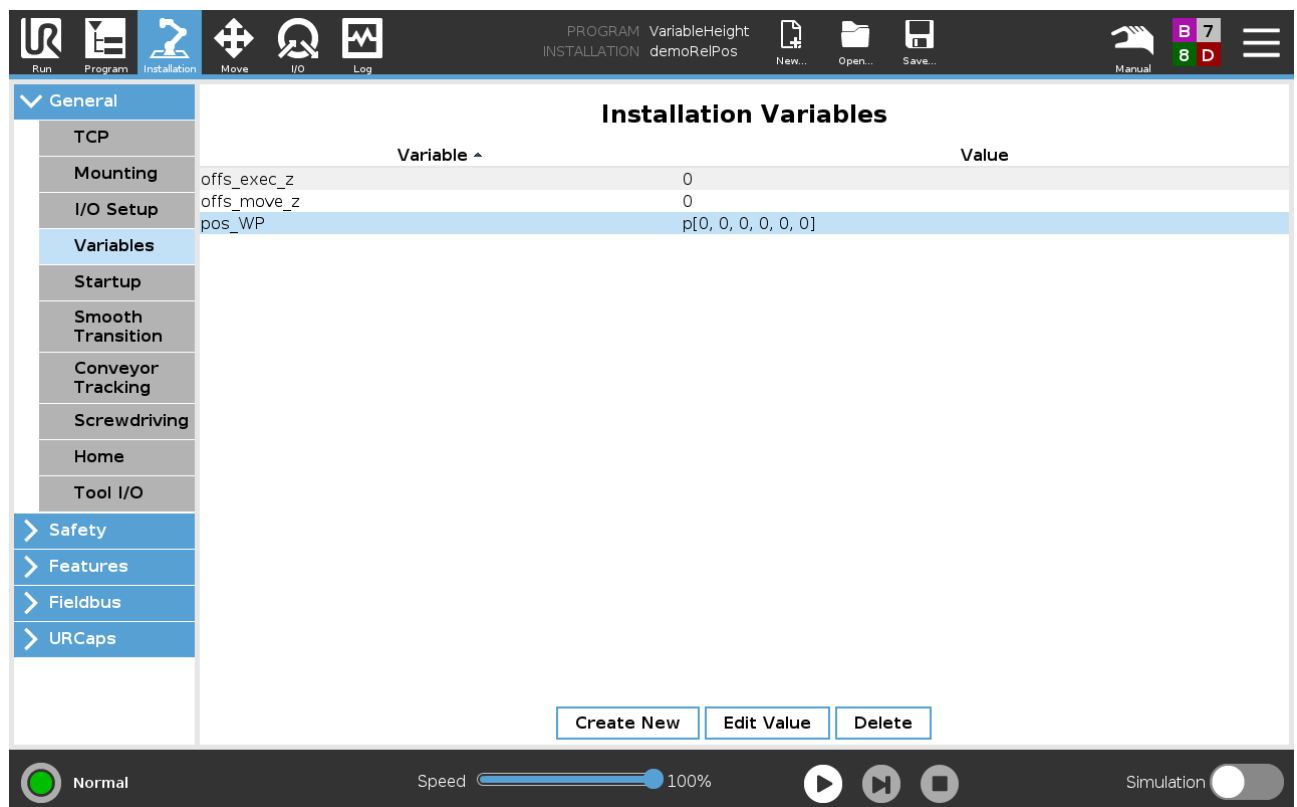 UR
PROGRAM VariableHeight
INSTALLATION demoRelPos
Run Program Installation Move I/O Log New... Open... Save... Manual
B 7
8 D
General
TCP
Mounting
I/O Setup
Variables
Startup
Smooth
Transition
Conveyor
Tracking
Screwdriving
Home
Tool I/O
Safety
Features
Fieldbus
URCaps
Installation Variables
Variable Value
offs_exec_z 0
offs_move_z 0
pos_WP p[0, 0, 0, 0, 0, 0]
Create New Edit Value Delete
Normal Speed 100% Simulation